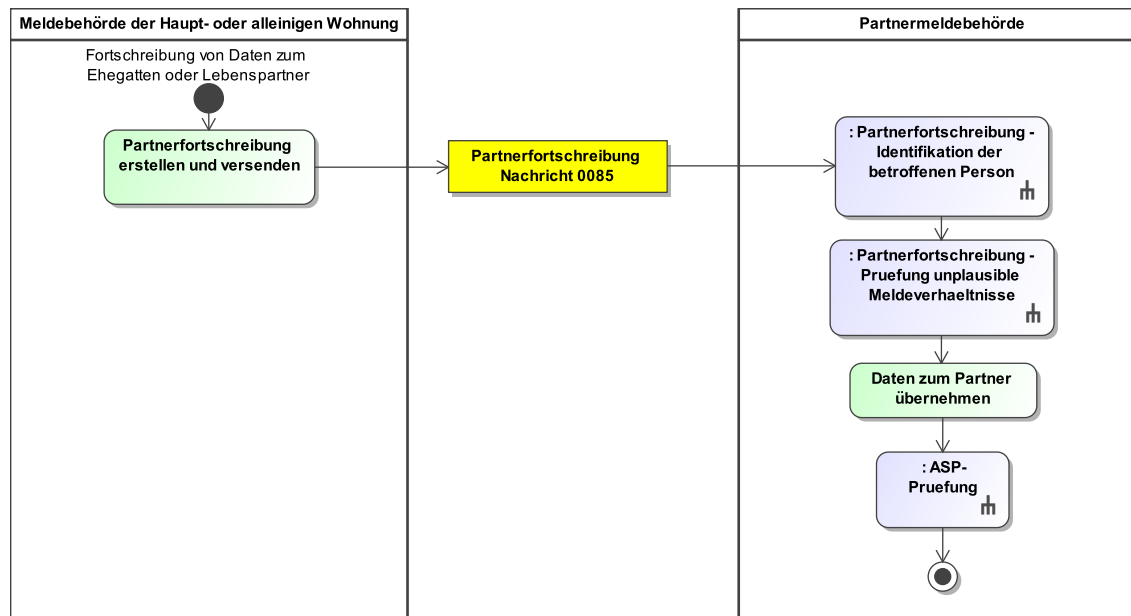 Meldebehörde der Haupt- oder alleinigen Wohnung
Partnermeldebehörde
Fortschreibung von Daten zum
Ehegatten oder Lebenspartner
Partnerfortschreibung
erstellen und versenden
Partnerfortschreibung
Nachricht 0085
: Partnerfortschreibung -
Identifikation der
betroffenen Person
: Partnerfortschreibung -
Pruefung unplausible
Meldeverhaeltnisse
Daten zum Partner
übernehmen
: ASP-
Pruefung